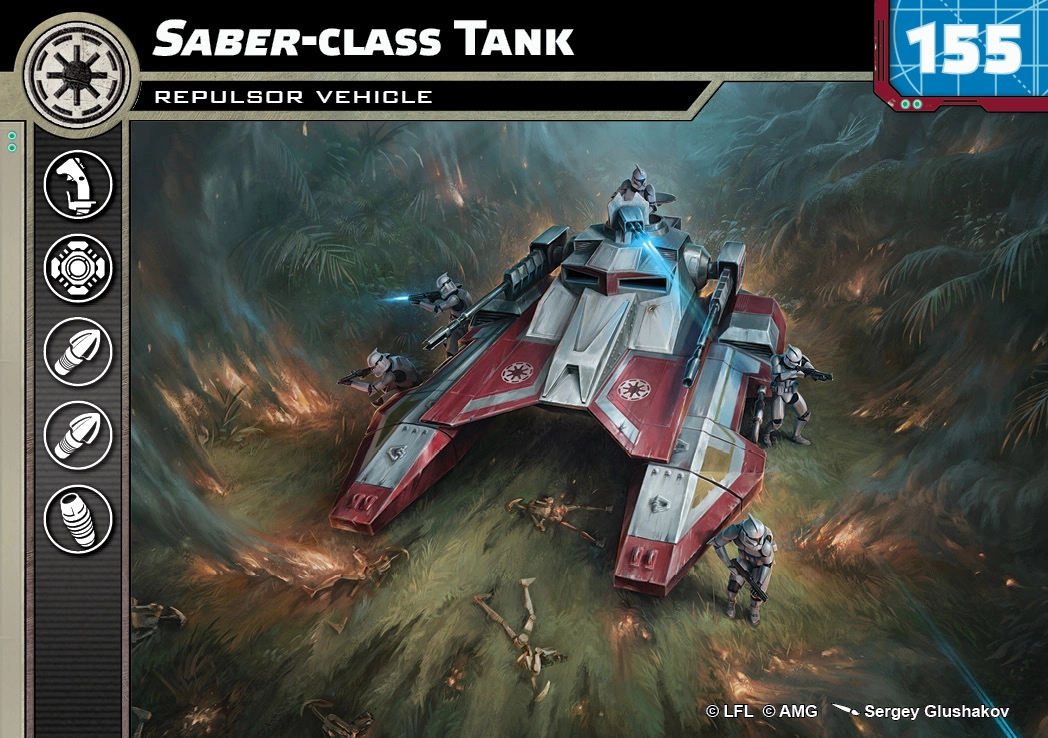 SABER-CLASS TANK
155
REPULSOR VEHICLE
© LFL © AMG Sergey Glushakov